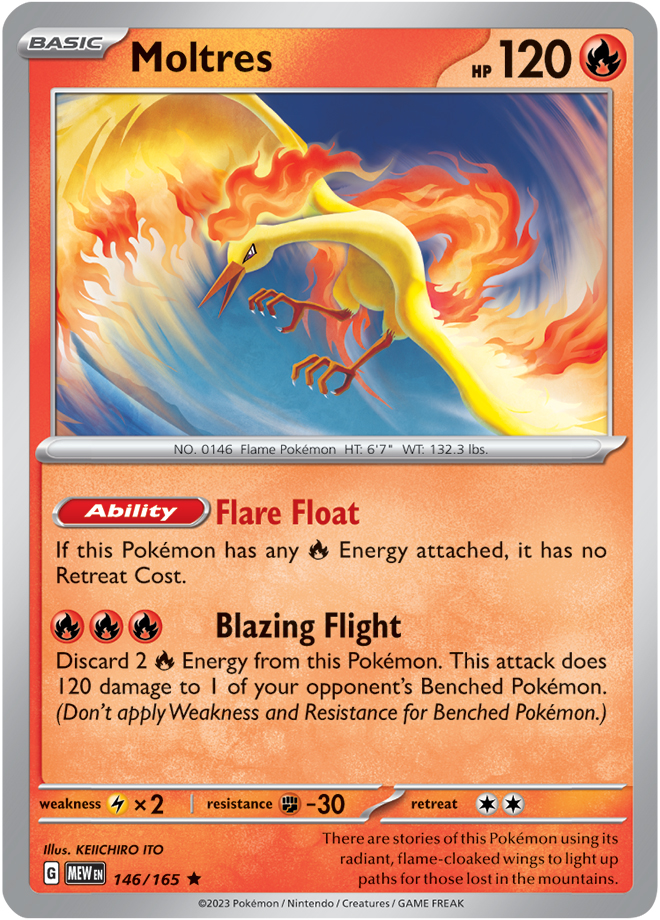 BASIC
Moltres
HP 120
NO. 0146 Flame Pokémon HT: 6'7" WT: 132.3 lbs.
Ability Flare Float
If this Pokémon has any Energy attached, it has no
Retreat Cost.
Blazing Flight
Discard 2 Energy from this Pokémon. This attack does
120 damage to 1 of your opponent's Benched Pokémon.
(Don't apply Weakness and Resistance for Benched Pokémon.)
weakness ×2 resistance -30 retreat
Illus. KEIICHIRO ITO
G MEW EN 146/165 ★
There are stories of this Pokémon using its
radiant, flame-cloaked wings to light up
paths for those lost in the mountains.
©2023 Pokémon / Nintendo / Creatures / GAME FREAK